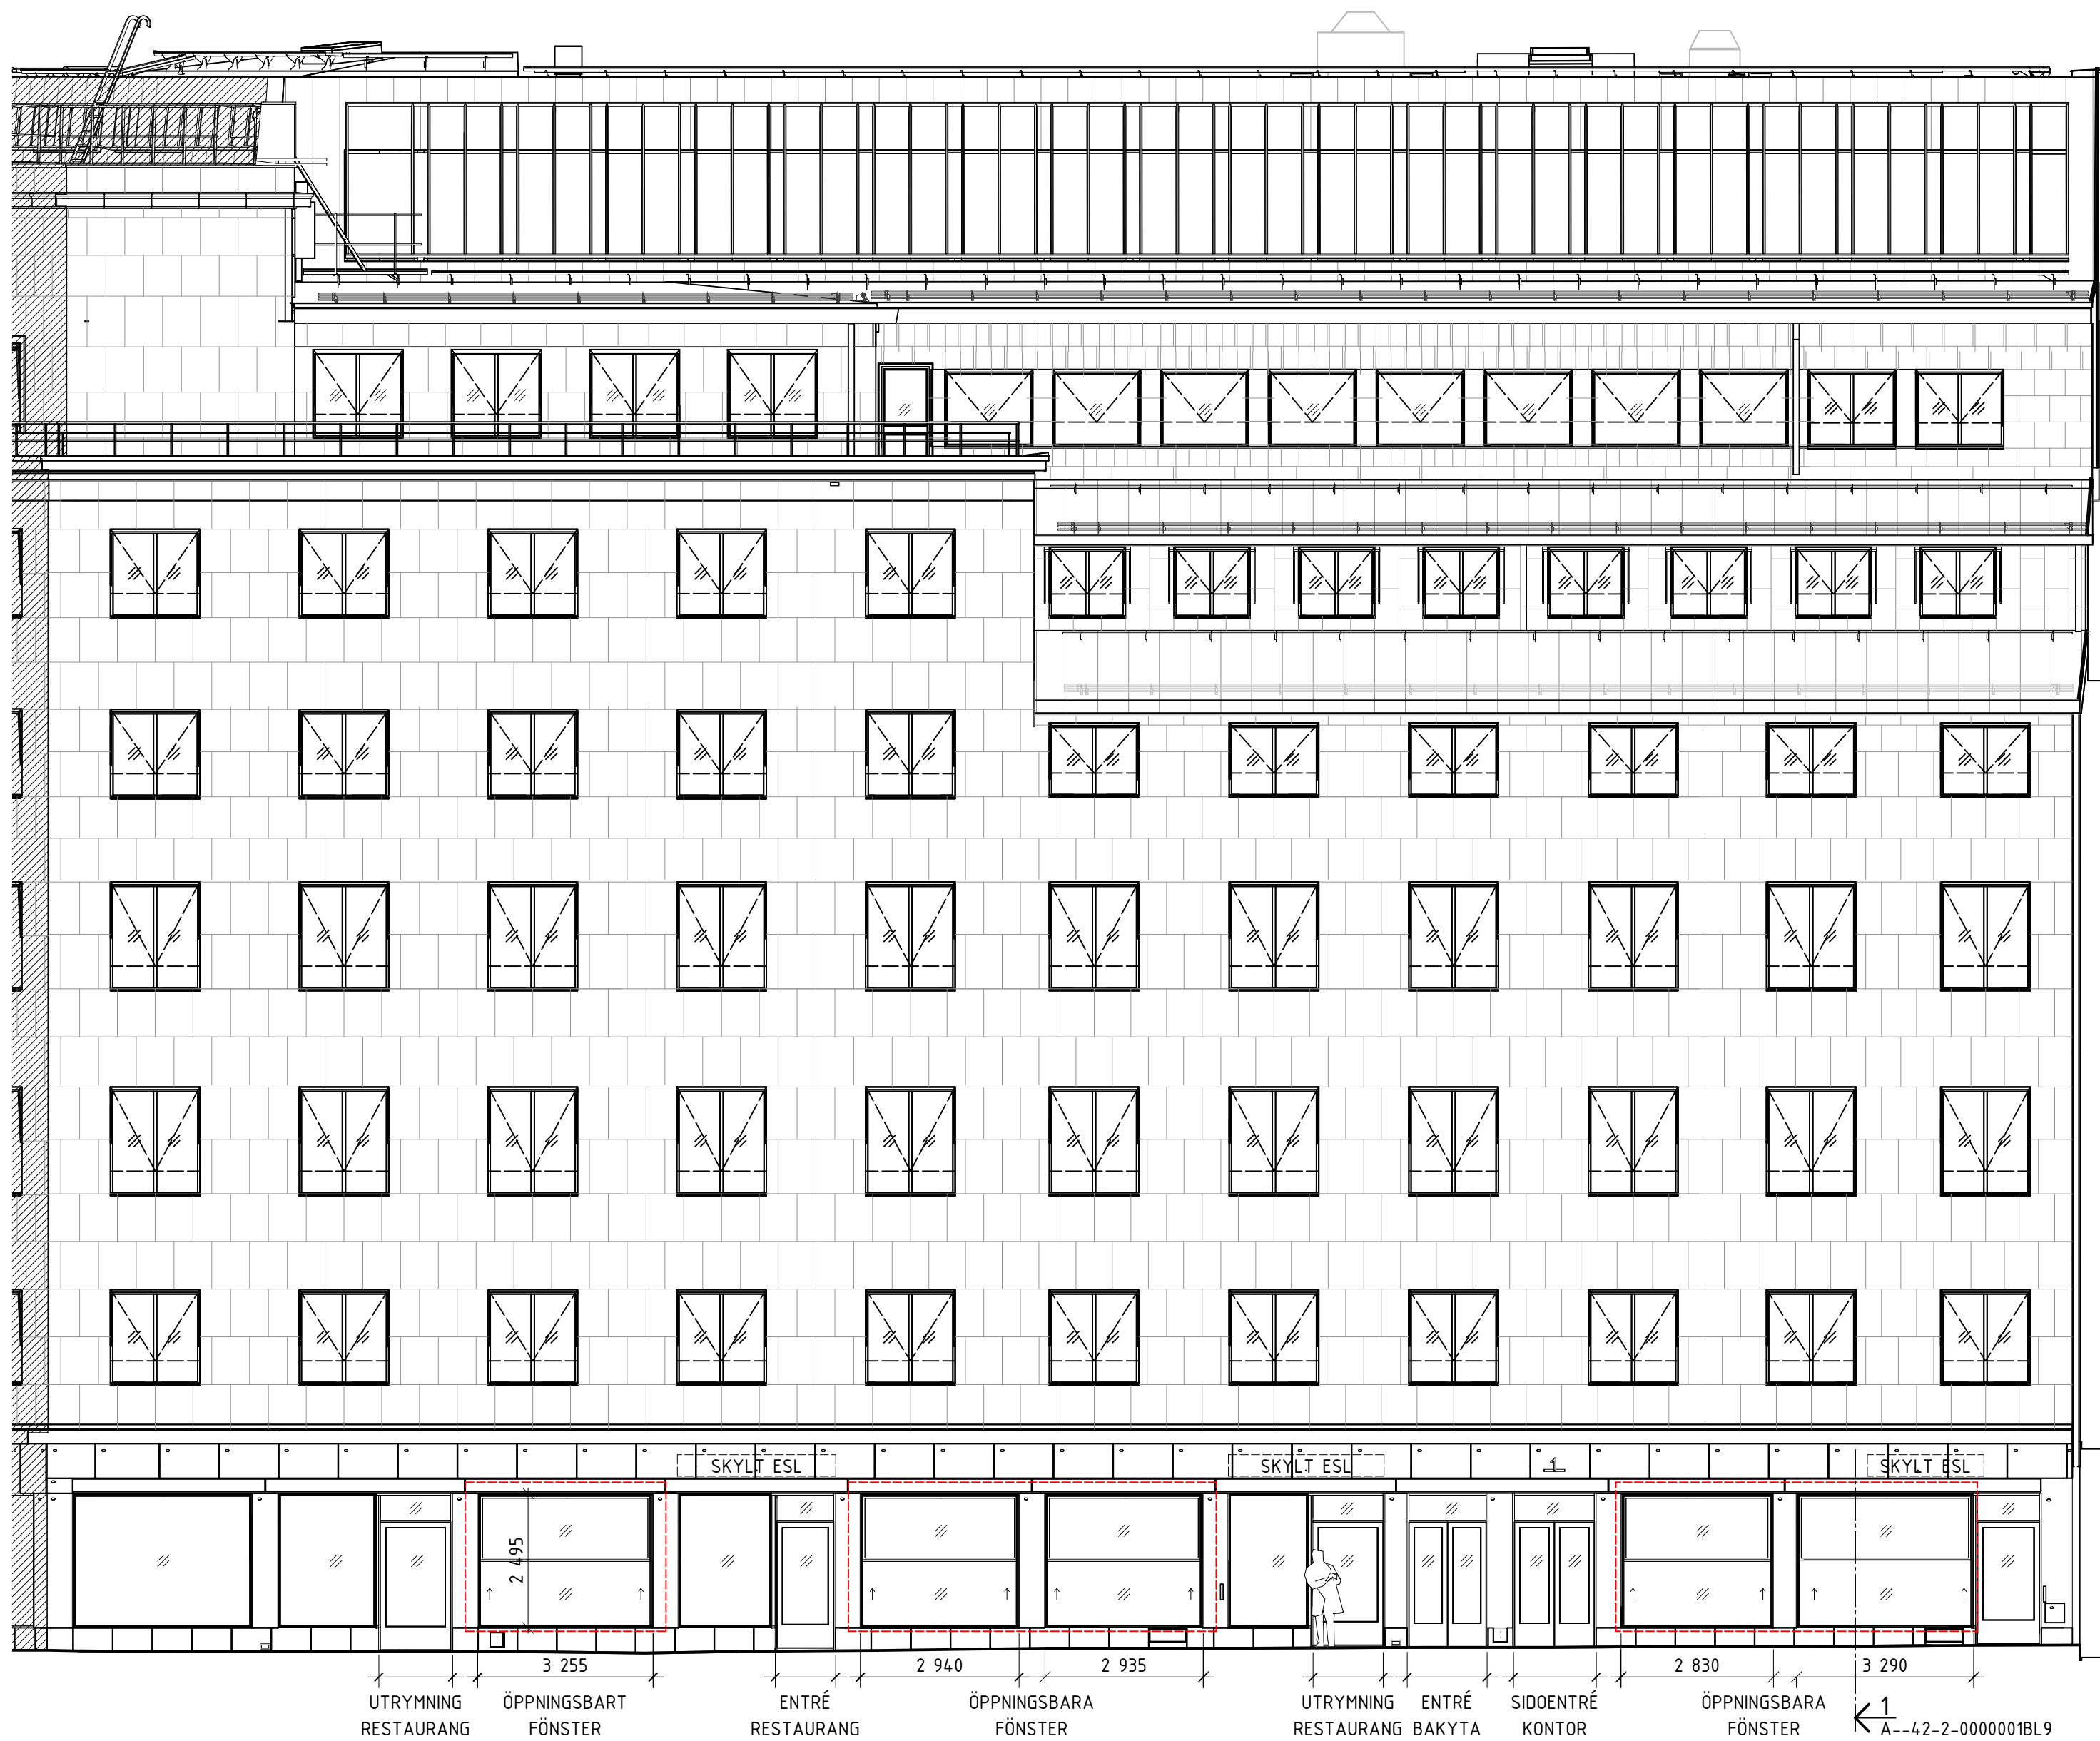 SKYLT ESL
SKYLT ESL
1
SKYLT ESL
2 495
3 255
2 940
2 935
2 830
3 290
UTRYMNING
RESTAURANG
ÖPPNINGSBART
FÖNSTER
ENTRÉ
RESTAURANG
ÖPPNINGSBARA
FÖNSTER
UTRYMNING
RESTAURANG
ENTRÉ
BAKYTA
SIDOENTRÉ
KONTOR
ÖPPNINGSBARA
FÖNSTER
1
A--42-2-0000001BL9